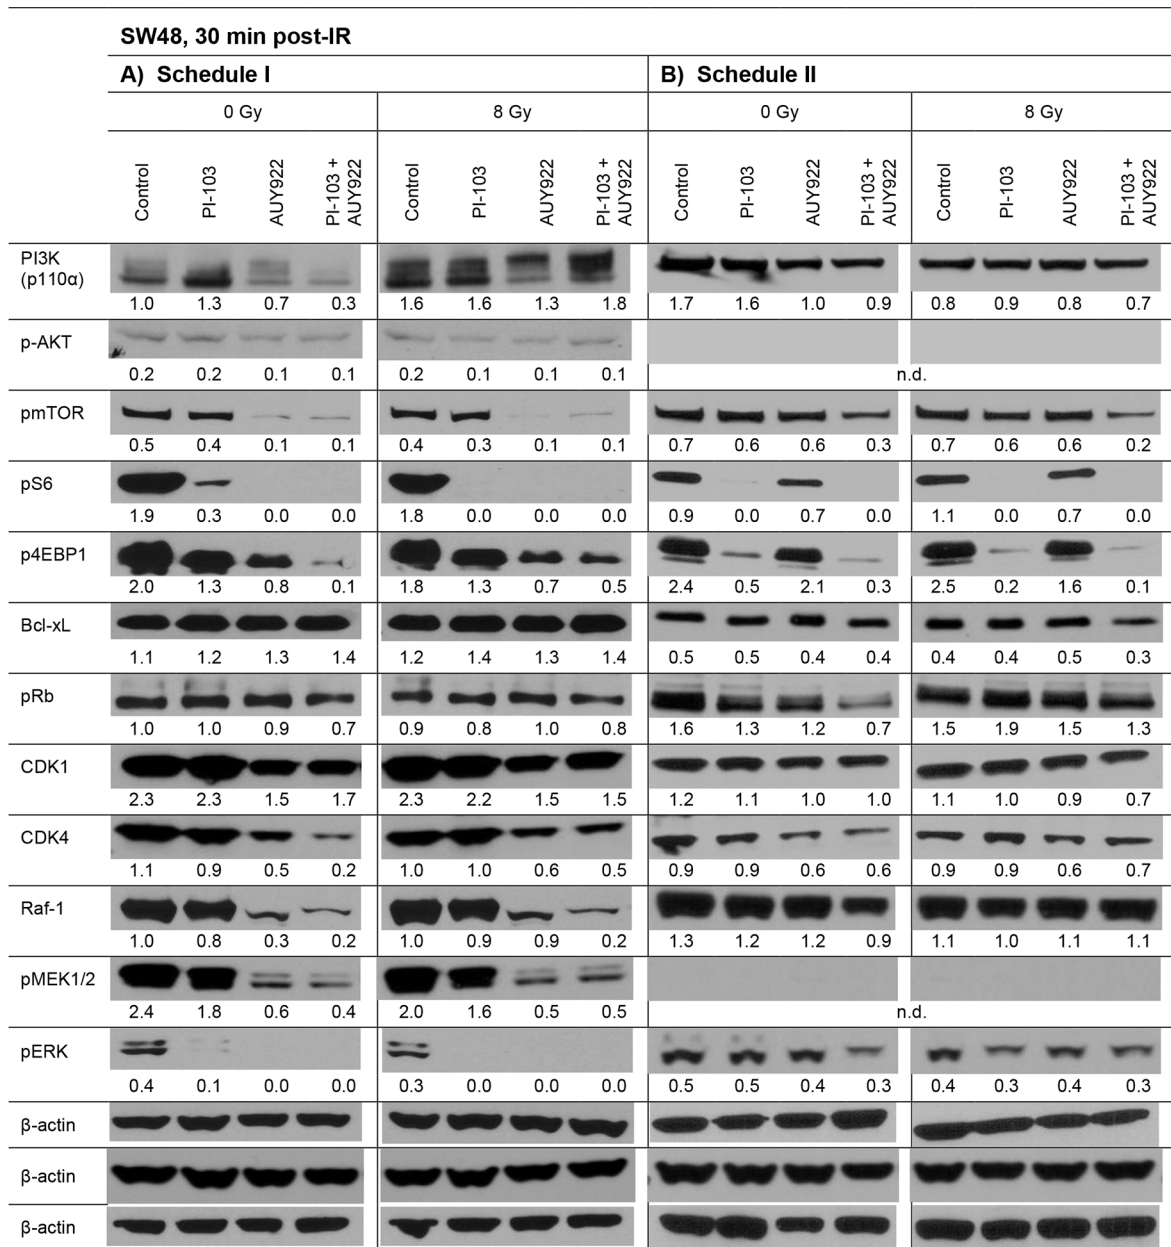 SW48, 30 min post-IR
A) Schedule I B) Schedule II
0 Gy 8 Gy 0 Gy 8 Gy
Control PI-103 AUY922 PI-103 + AUY922 Control PI-103 AUY922 PI-103 + AUY922 Control PI-103 AUY922 PI-103 + AUY922 Control PI-103 AUY922 PI-103 + AUY922
PI3K
(p110α)
1.0 1.3 0.7 0.3 1.6 1.6 1.3 1.8 1.7 1.6 1.0 0.9 0.8 0.9 0.8 0.7
p-AKT
0.2 0.2 0.1 0.1 0.2 0.1 0.1 0.1 n.d.
pmTOR
0.5 0.4 0.1 0.1 0.4 0.3 0.1 0.1 0.7 0.6 0.6 0.3 0.7 0.6 0.6 0.2
pS6
1.9 0.3 0.0 0.0 1.8 0.0 0.0 0.0 0.9 0.0 0.7 0.0 1.1 0.0 0.7 0.0
p4EBP1
2.0 1.3 0.8 0.1 1.8 1.3 0.7 0.5 2.4 0.5 2.1 0.3 2.5 0.2 1.6 0.1
Bcl-xL
1.1 1.2 1.3 1.4 1.2 1.4 1.3 1.4 0.5 0.5 0.4 0.4 0.4 0.4 0.5 0.3
pRb
1.0 1.0 0.9 0.7 0.9 0.8 1.0 0.8 1.6 1.3 1.2 0.7 1.5 1.9 1.5 1.3
CDK1
2.3 2.3 1.5 1.7 2.3 2.2 1.5 1.5 1.2 1.1 1.0 1.0 1.1 1.0 0.9 0.7
CDK4
1.1 0.9 0.5 0.2 1.0 1.0 0.6 0.5 0.9 0.9 0.6 0.6 0.9 0.9 0.6 0.7
Raf-1
1.0 0.8 0.3 0.2 1.0 0.9 0.9 0.2 1.3 1.2 1.2 0.9 1.1 1.0 1.1 1.1
pMEK1/2
2.4 1.8 0.6 0.4 2.0 1.6 0.5 0.5 n.d.
pERK
0.4 0.1 0.0 0.0 0.3 0.0 0.0 0.0 0.5 0.5 0.4 0.3 0.4 0.3 0.4 0.3
β-actin
β-actin
β-actin